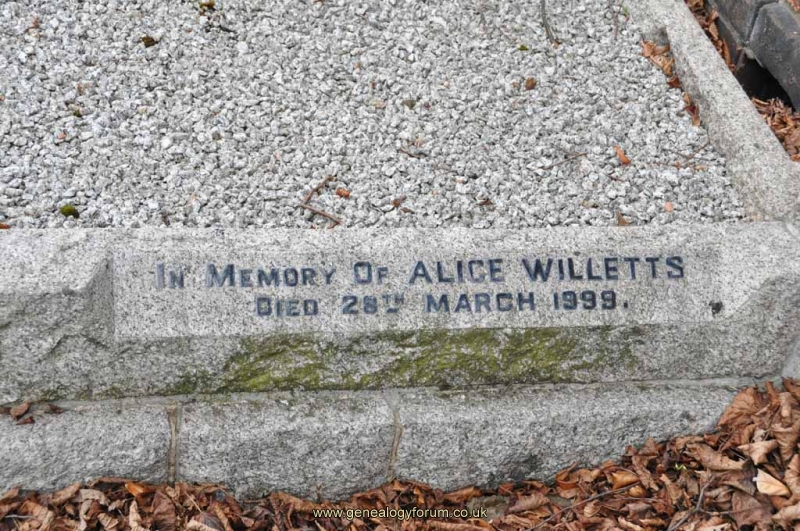 IN MEMORY OF ALICE WILLETTS
DIED 28TH MARCH 1999.
www.genealogyforum.co.uk